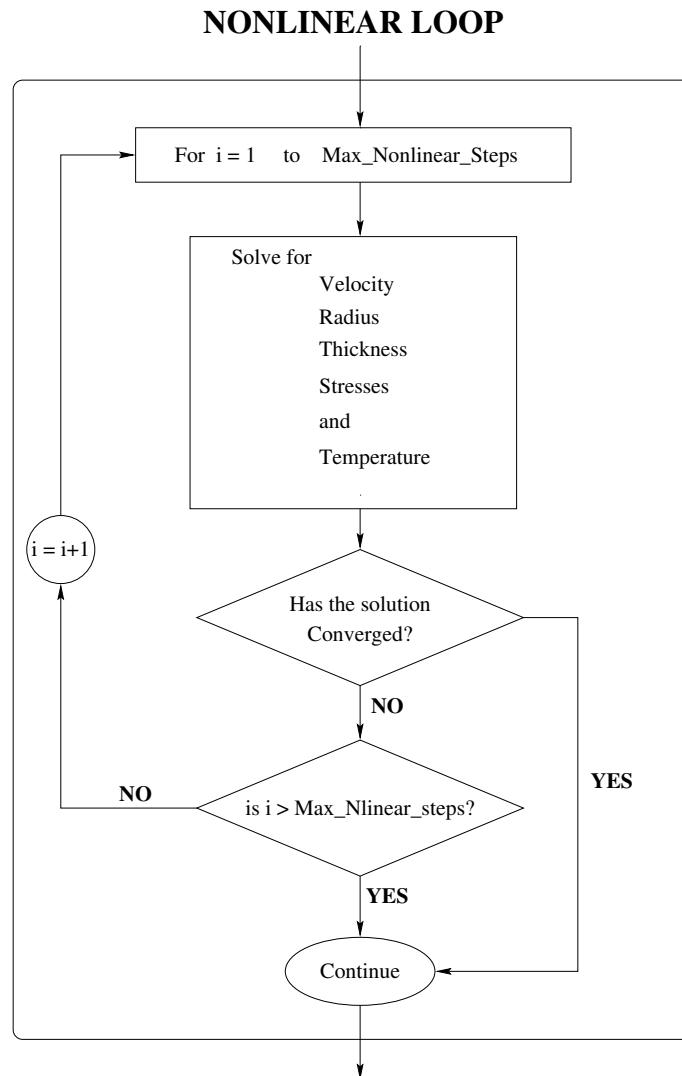 NONLINEAR LOOP
For i = 1 to Max_Nonlinear_Steps
Solve for
Velocity
Radius
Thickness
Stresses
and
Temperature
i = i+1
Has the solution
Converged?
NO
NO
is i > Max_Nlinear_steps?
YES
YES
Continue